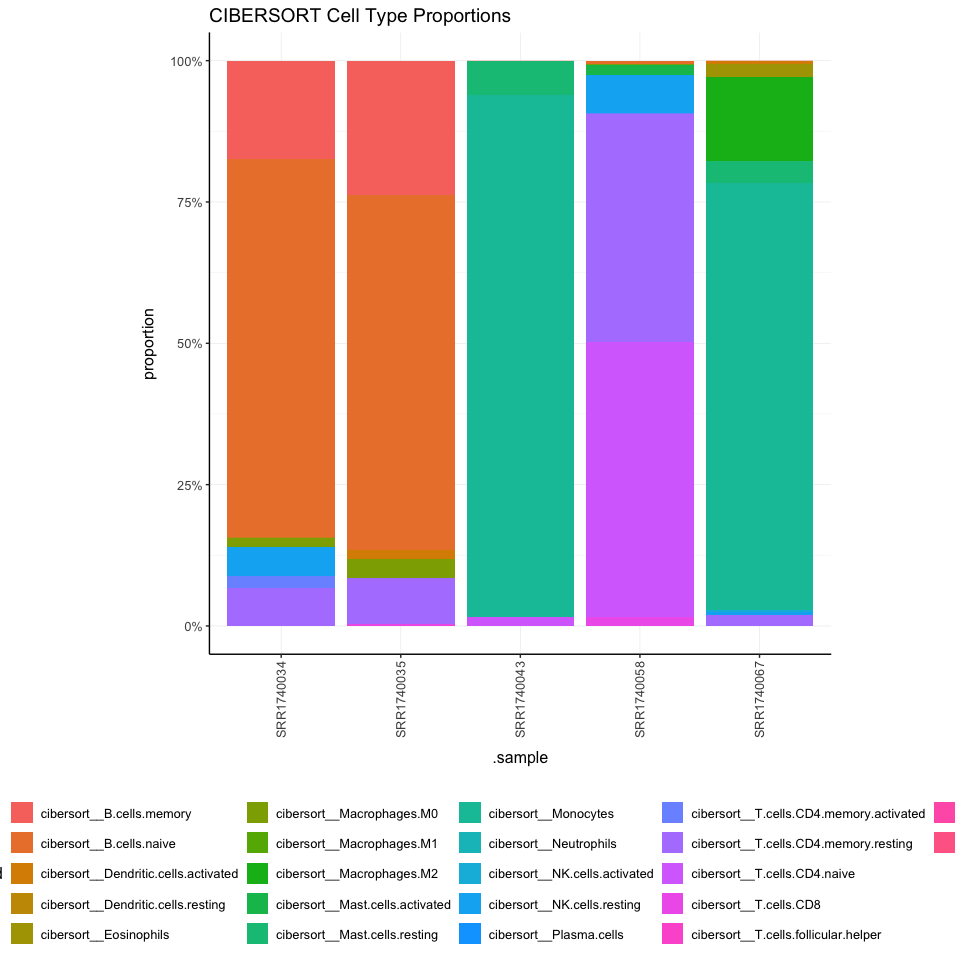 CIBERSORT Cell Type Proportions
100%
75%
50%
25%
0%
proportion
SRR1740034
SRR1740035
SRR1740043
SRR1740058
SRR1740067
.sample
cibersort__B.cells.memory
cibersort__B.cells.naive
cibersort__Dendritic.cells.activated
cibersort__Dendritic.cells.resting
cibersort__Eosinophils
cibersort__Macrophages.M0
cibersort__Macrophages.M1
cibersort__Macrophages.M2
cibersort__Mast.cells.activated
cibersort__Mast.cells.resting
cibersort__Monocytes
cibersort__Neutrophils
cibersort__NK.cells.activated
cibersort__NK.cells.resting
cibersort__Plasma.cells
cibersort__T.cells.CD4.memory.activated
cibersort__T.cells.CD4.memory.resting
cibersort__T.cells.CD4.naive
cibersort__T.cells.CD8
cibersort__T.cells.follicular.helper